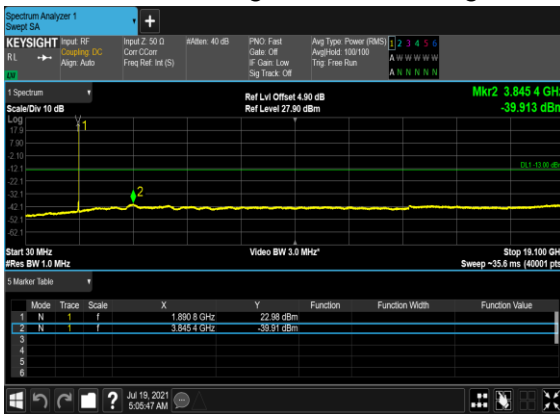 Spectrum Analyzer 1
Swept SA
+
KEYSIGHT Input: RF Input Z: 50 Ω #Atten: 40 dB PNO: Fast Avg Type: Power (RMS) 1 2 3 4 5 6
RL Coupling: DC Corr CCorr Gate: Off Avg|Hold: 100/100 A W W W W W
Align: Auto Freq Ref: Int (S) IF Gain: Low Trig: Free Run
Sig Track: Off A N N N N N
LV
1 Spectrum Ref Lvl Offset 4.90 dB Mkr2 3.845 4 GHz
Scale/Div 10 dB Ref Level 27.90 dBm -39.913 dBm
Log
17.9
7.90
-2.10
-12.1
-22.1
-32.1
-42.1
-52.1
-62.1
1
DL1 -13.00 dBm
2
Start 30 MHz Video BW 3.0 MHz* Stop 19.100 GHz
#Res BW 1.0 MHz Sweep ~35.6 ms (40001 pts)
5 Marker Table
Mode Trace Scale X Y Function Function Width Function Value
1 N 1 f 1.890 8 GHz 22.98 dBm
2 N 1 f 3.845 4 GHz -39.91 dBm
3
4
5
6
? Jul 19, 2021
5:05:47 AM